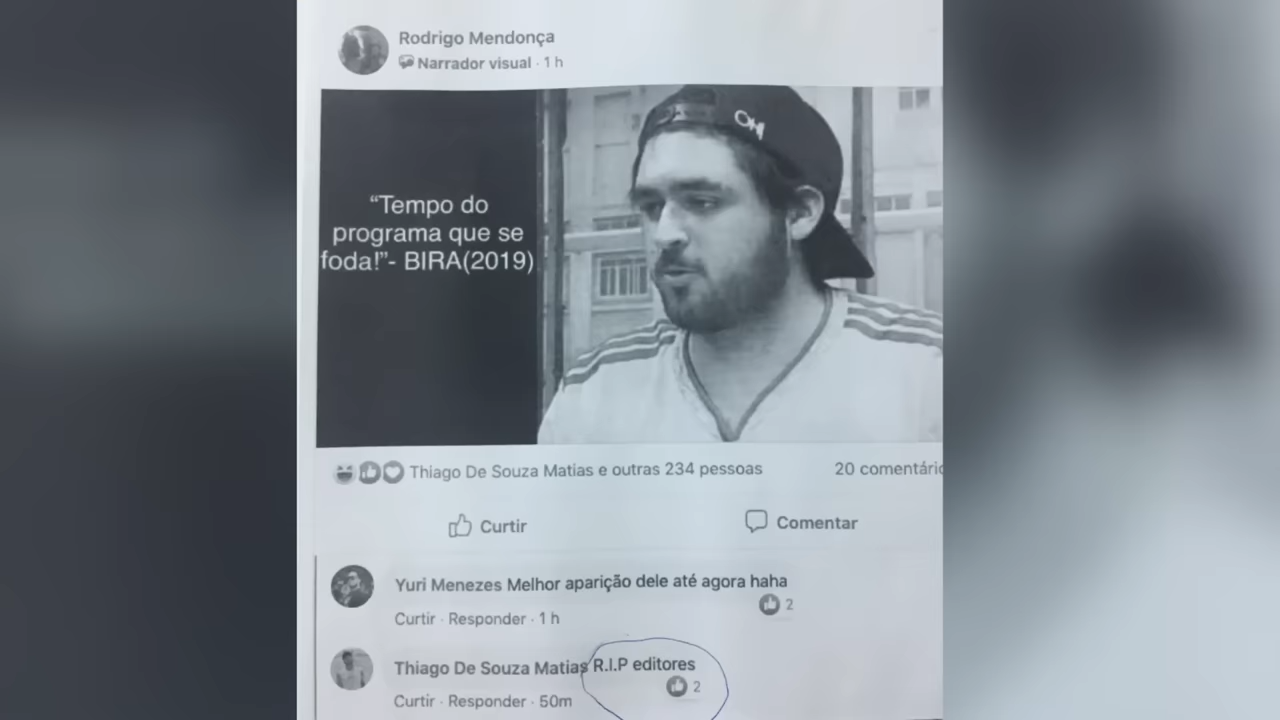 Rodrigo Mendonça
Narrador visual · 1 h
OH!
“Tempo do
programa que se
foda!”- BIRA(2019)
Thiago De Souza Matias e outras 234 pessoas
20 comentário
Curtir
Comentar
Yuri Menezes Melhor aparição dele até agora haha
2
Curtir · Responder · 1 h
Thiago De Souza Matias R.I.P editores
2
Curtir · Responder · 50m